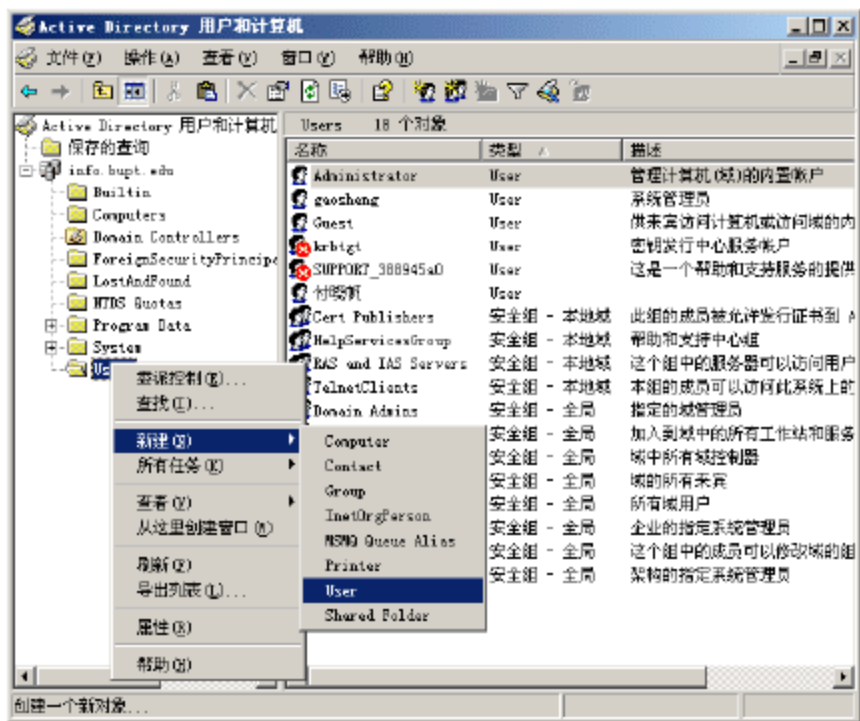 Active Directory 用户和计算机
文件(F) 操作(A) 查看(V) 窗口(W) 帮助(H)
Active Directory 用户和计算机
保存的查询
info.bupt.edu
Builtin
Computers
Domain Controllers
ForeignSecurityPrincipa
LostAndFound
NTDS Quotas
Program Data
System
Us
Users 18 个对象
名称 类型 描述
Administrator User 管理计算机(域)的内置帐户
gaosheng User 系统管理员
Guest User 供来宾访问计算机或访问域的内
krbtgt User 密钥发行中心服务帐户
SUPPORT_388945a0 User 这是一个帮助和支持服务的提供
付晓帆 User
Cert Publishers 安全组 - 本地域 此组的成员被允许发行证书到 A
HelpServicesGroup 安全组 - 本地域 帮助和支持中心组
RAS and IAS Servers 安全组 - 本地域 这个组中的服务器可以访问用户
TelnetClients 安全组 - 本地域 本组的成员可以访问此系统上的
Domain Admins 安全组 - 全局 指定的域管理员
安全组 - 全局 加入到域中的所有工作站和服务
安全组 - 全局 域中所有域控制器
安全组 - 全局 域的所有来宾
安全组 - 全局 所有域用户
安全组 - 全局 企业的指定系统管理员
安全组 - 全局 这个组中的成员可以修改域的组
安全组 - 全局 架构的指定系统管理员
委派控制(E)...
查找(I)...
新建(N)
所有任务(K)
查看(V)
从这里创建窗口(W)
刷新(F)
导出列表(L)...
属性(R)
帮助(H)
Computer
Contact
Group
InetOrgPerson
MSMQ Queue Alias
Printer
User
Shared Folder
创建一个新对象...